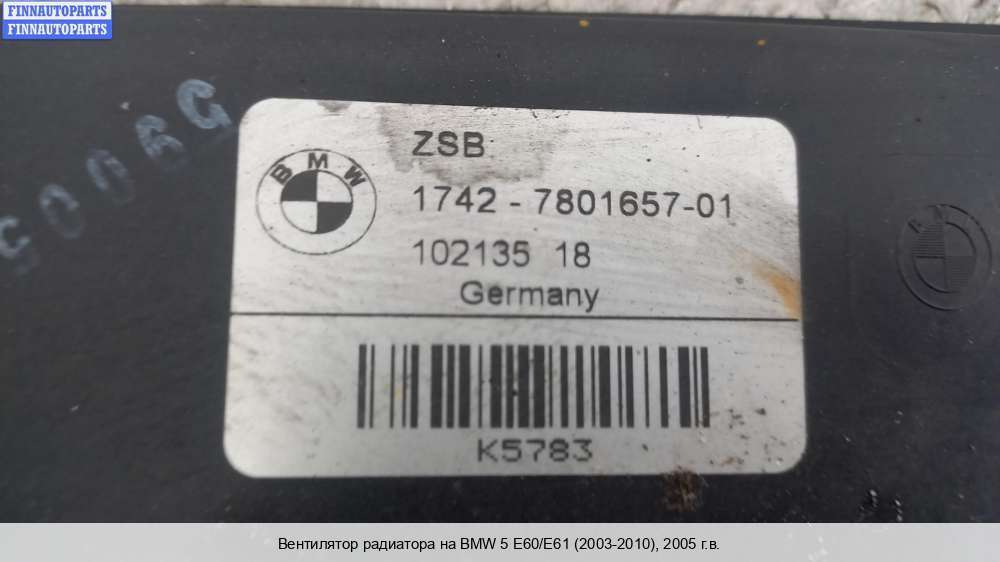 FINNAUTOPARTS
FINNAUTOPARTS
BMW
ZSB
1742 - 7801657-01
102135 18
Germany
K5783
Вентилятор радиатора на BMW 5 E60/E61 (2003-2010), 2005 г.в.